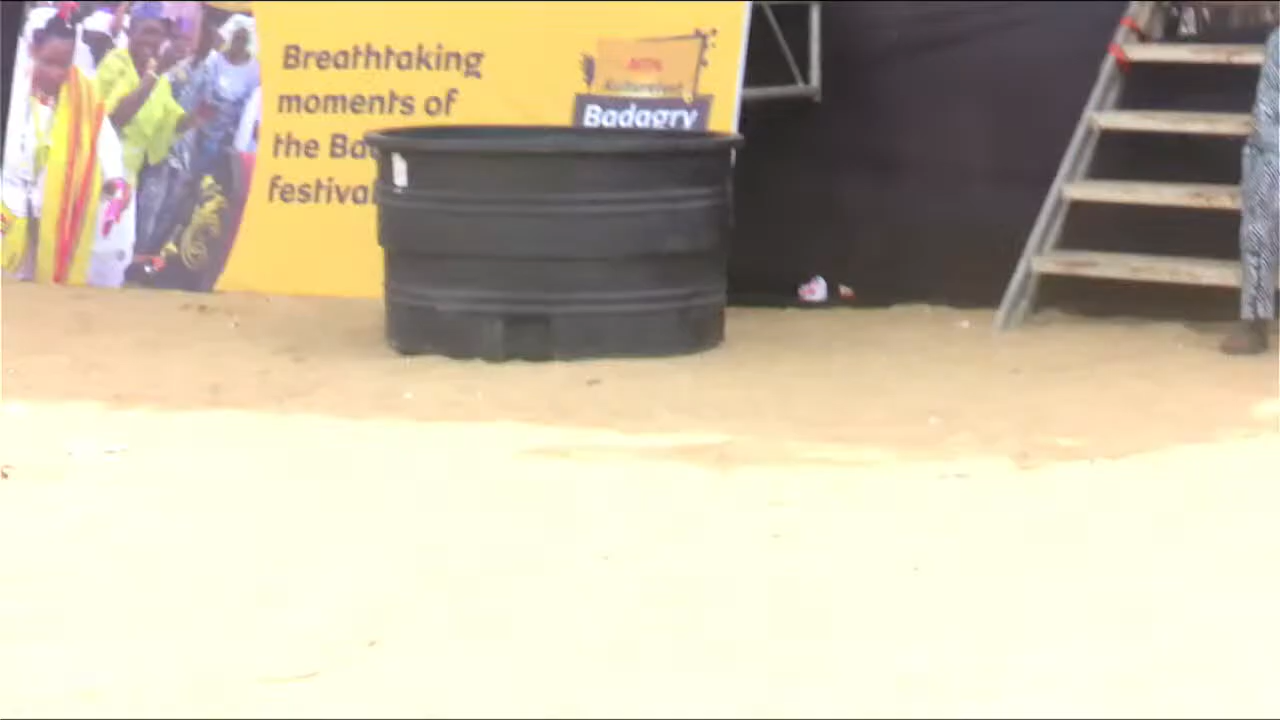 Breathtaking
moments of
the Ba
festival
Badagry